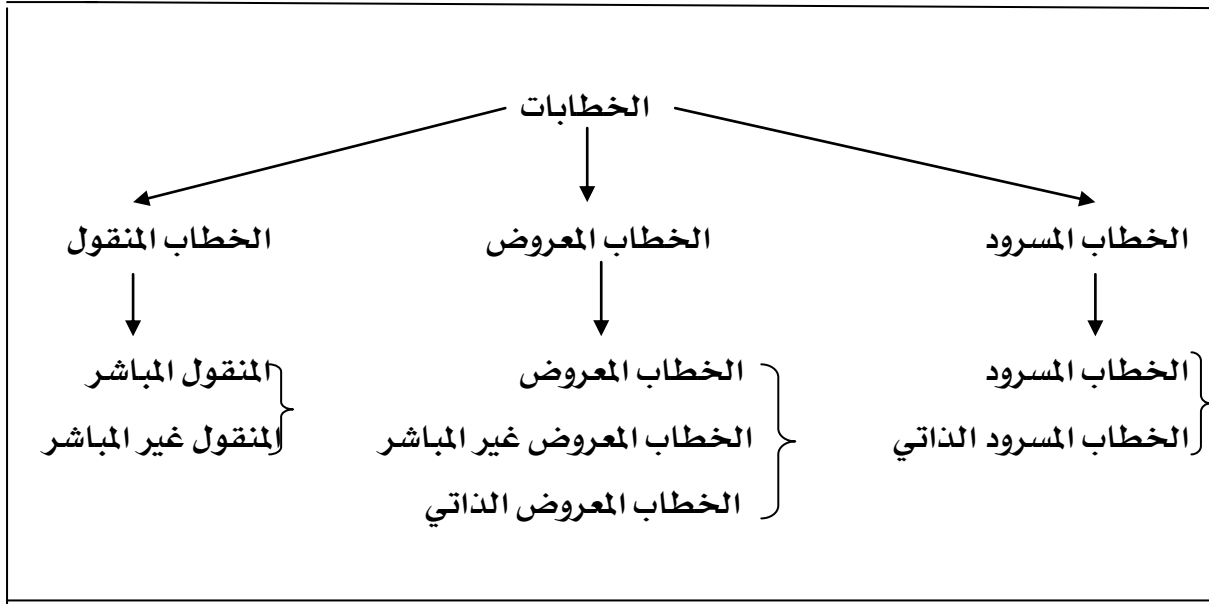 الخطابات
الخطاب المسرود الخطاب المعروض الخطاب المنقول
الخطاب المسرود الخطاب المعروض المنقول المباشر
الخطاب المسرود الذاتي الخطاب المعروض غير المباشر المنقول غير المباشر
الخطاب المعروض الذاتي